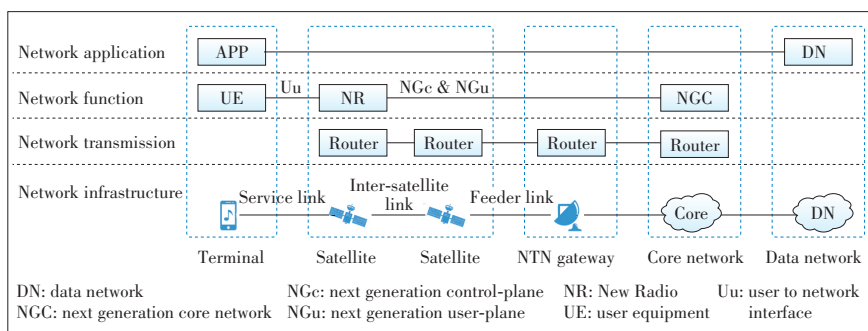 Network application
APP
DN
Network function
UE
Uu
NR
NGc & NGu
NGC
Network transmission
Router
Router
Router
Router
Network infrastructure
Service link
Inter-satellite
link
Feeder link
Core
DN
Terminal
Satellite
Satellite
NTN gateway
Core network
Data network
DN: data network
NGc: next generation control-plane
NR: New Radio
Uu: user to network
interface
NGC: next generation core network
NGu: next generation user-plane
UE: user equipment